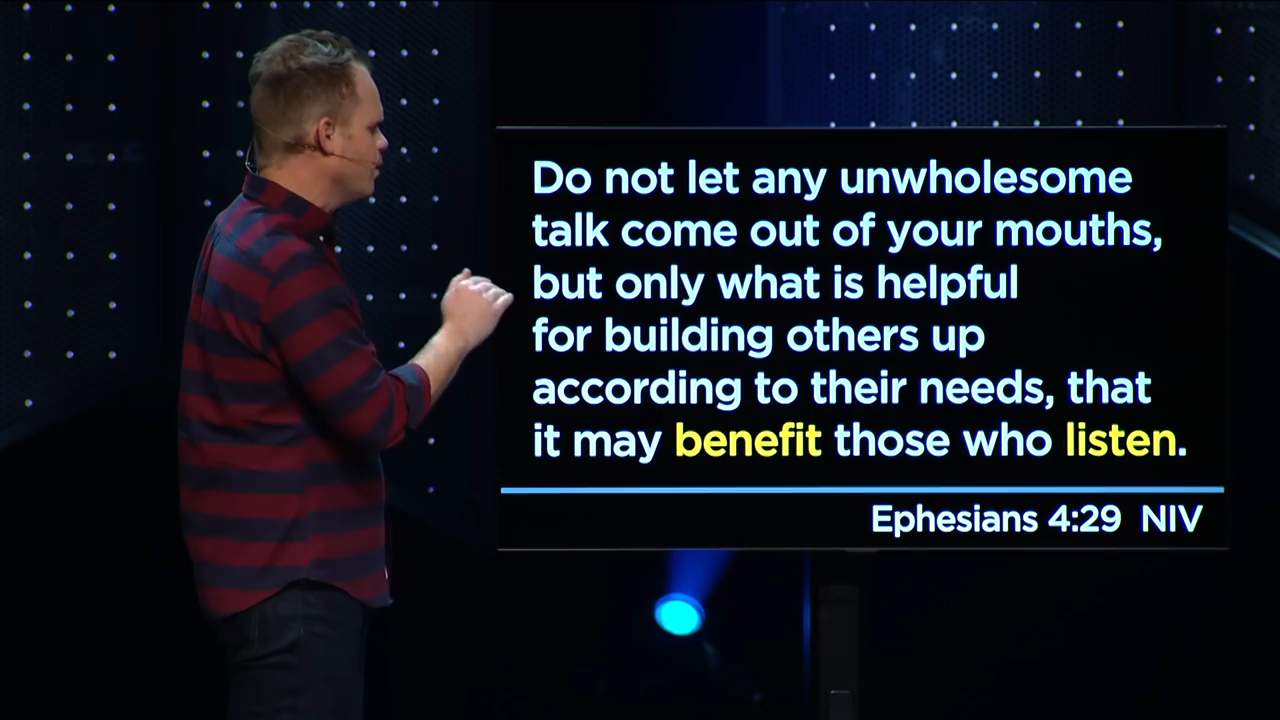 Do not let any unwholesome
talk come out of your mouths,
but only what is helpful
for building others up
according to their needs, that
it may benefit those who listen.
Ephesians 4:29 NIV